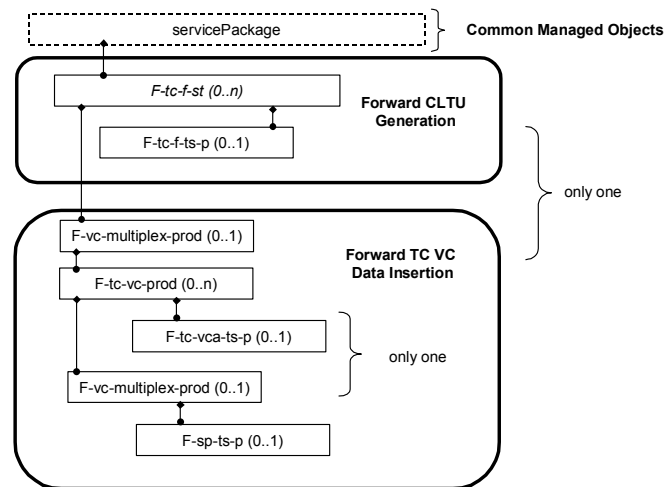 servicePackage
Common Managed Objects
F-tc-f-st (0..n)
Forward CLTU
Generation
F-tc-f-ts-p (0..1)
only one
F-vc-multiplex-prod (0..1)
Forward TC VC
Data Insertion
F-tc-vc-prod (0..n)
F-tc-vca-ts-p (0..1)
only one
F-vc-multiplex-prod (0..1)
F-sp-ts-p (0..1)